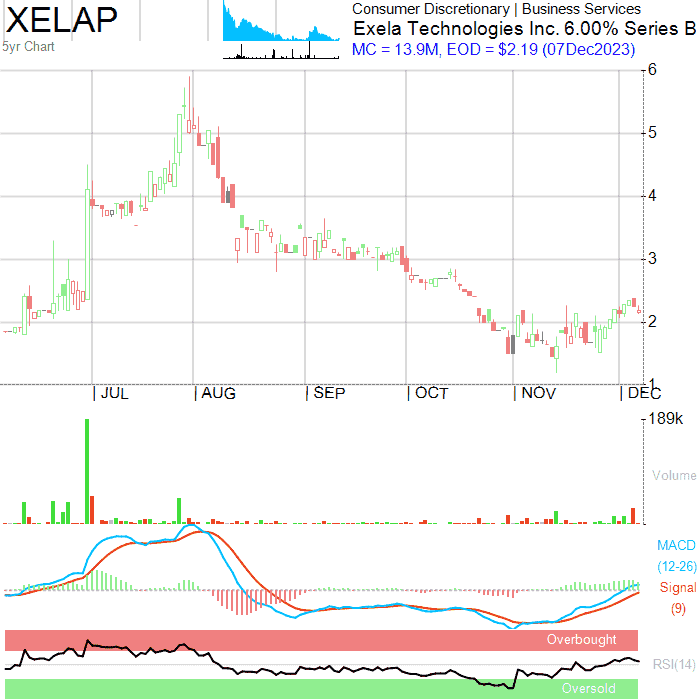 XELAP
5yr Chart
Consumer Discretionary | Business Services
Exela Technologies Inc. 6.00% Series B
MC = 13.9M, EOD = $2.19 (07Dec2023)
6
5
4
3
2
1
JUL AUG SEP OCT NOV DEC
189k
Volume
MACD
(12-26)
Signal
(9)
Overbought
RSI(14)
Oversold